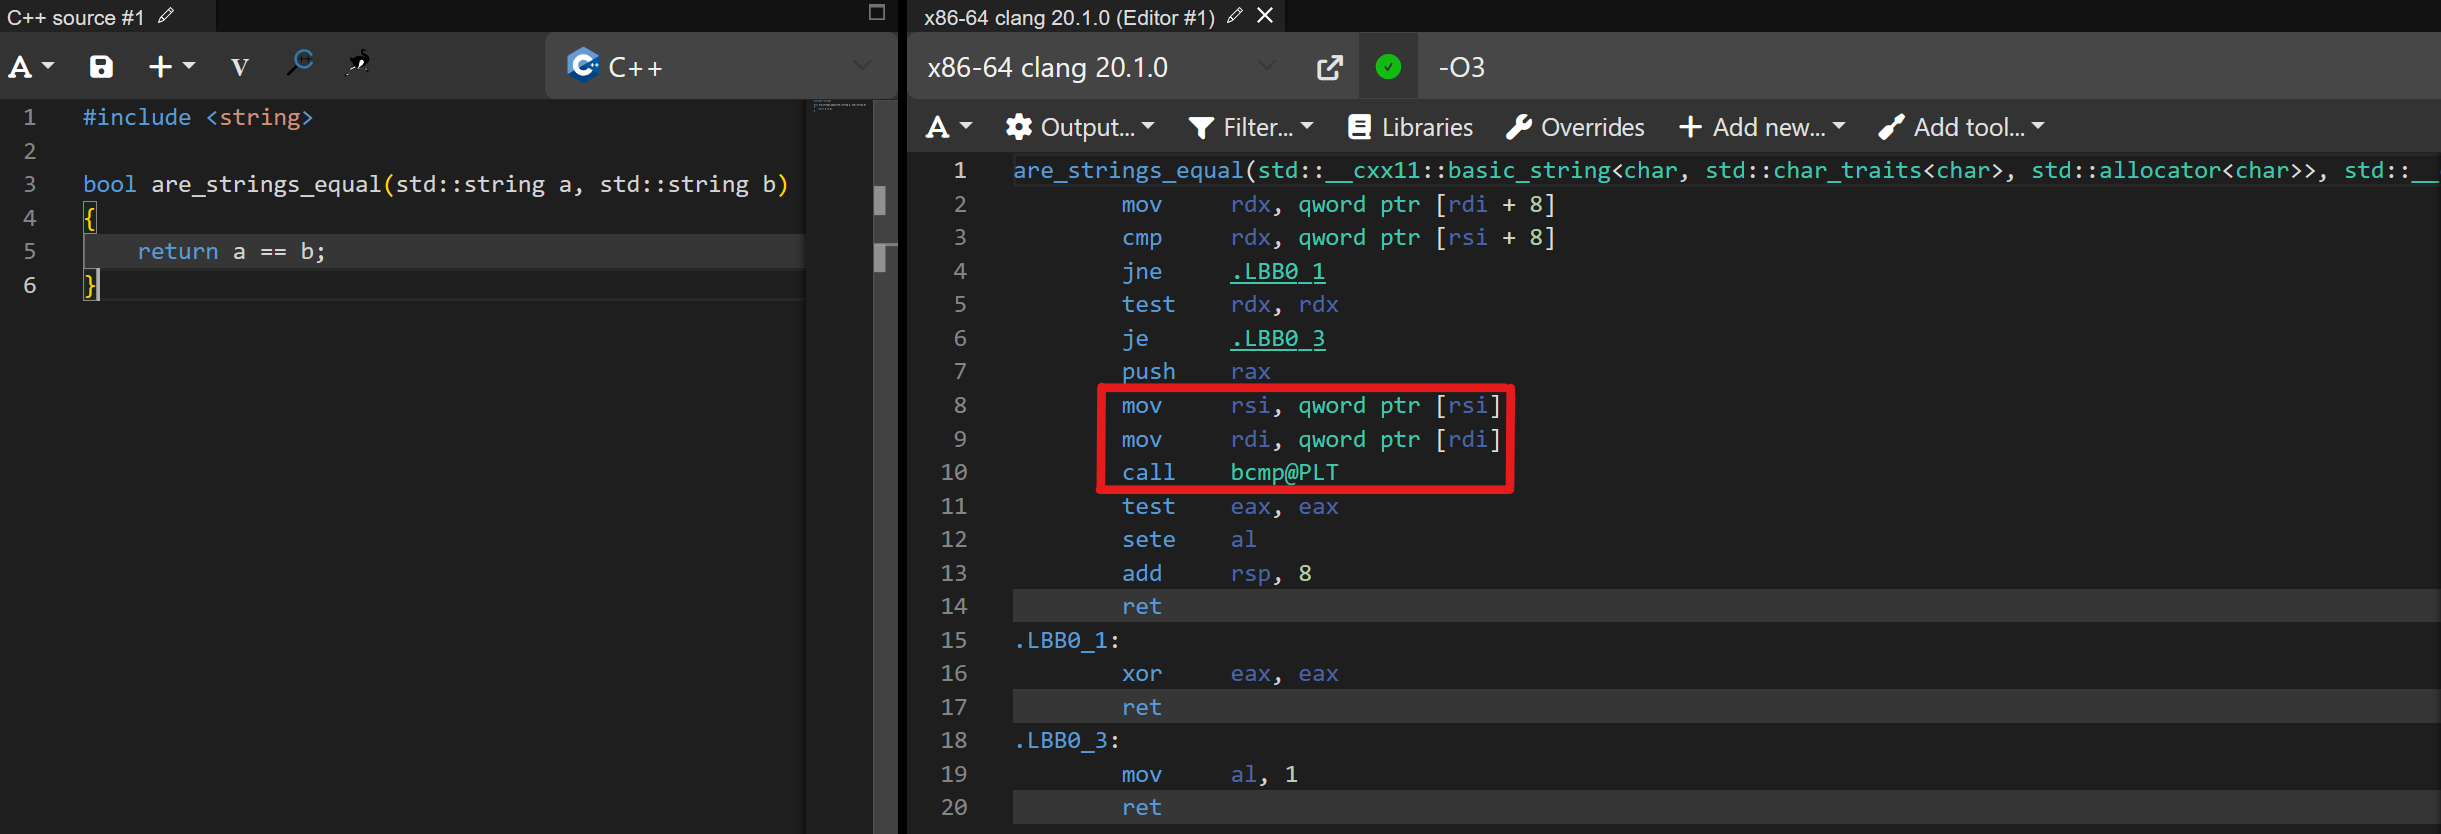 C++ source #1
x86-64 clang 20.1.0 (Editor #1)
A
V
C++
x86-64 clang 20.1.0
-O3
A
Output...
Filter...
Libraries
Overrides
Add new...
Add tool...
1 #include <string>
2
3 bool are_strings_equal(std::string a, std::string b)
4 {
5 return a == b;
6 }
1 are_strings_equal(std::__cxx11::basic_string<char, std::char_traits<char>, std::allocator<char>>, std::__
2 mov rdx, qword ptr [rdi + 8]
3 cmp rdx, qword ptr [rsi + 8]
4 jne .LBB0_1
5 test rdx, rdx
6 je .LBB0_3
7 push rax
8 mov rsi, qword ptr [rsi]
9 mov rdi, qword ptr [rdi]
10 call bcmp@PLT
11 test eax, eax
12 sete al
13 add rsp, 8
14 ret
15 .LBB0_1:
16 xor eax, eax
17 ret
18 .LBB0_3:
19 mov al, 1
20 ret